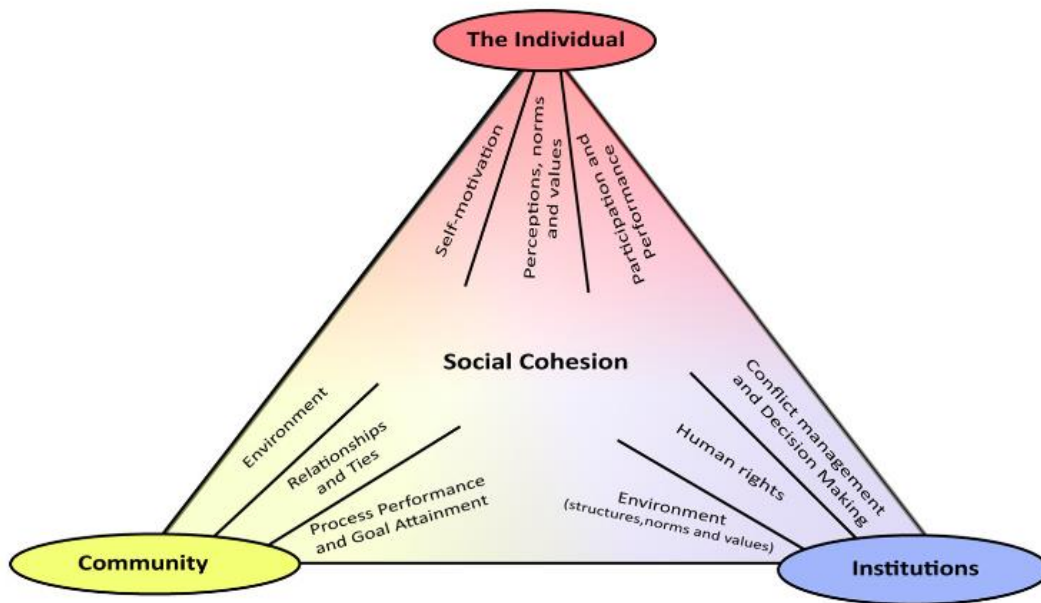 The Individual
Self-motivation
Perceptions, norms
and values
Participation and
Performance
Social Cohesion
Environment
Relationships
and Ties
Process Performance
and Goal Attainment
Conflict management
and Decision Making
Human rights
Environment
(structures,norms and values)
Community
Institutions